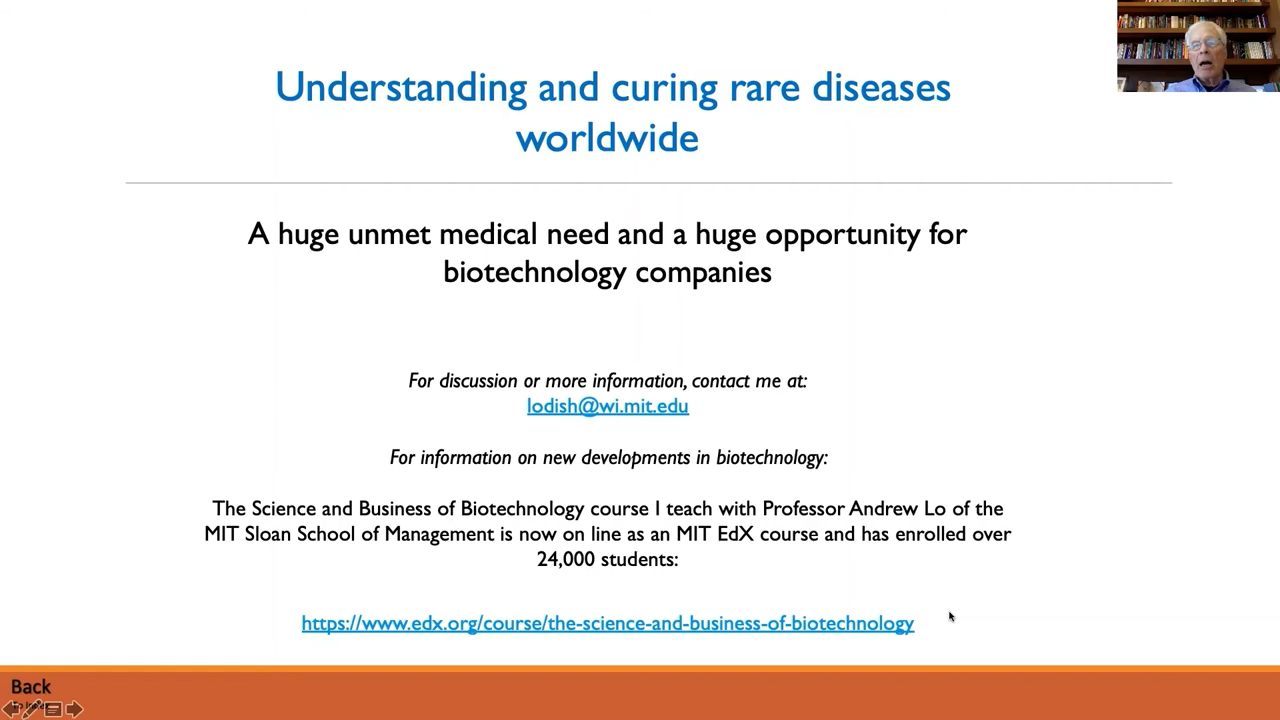 Understanding and curing rare diseases
worldwide
A huge unmet medical need and a huge opportunity for
biotechnology companies
For discussion or more information, contact me at:
lodish@wi.mit.edu
For information on new developments in biotechnology:
The Science and Business of Biotechnology course I teach with Professor Andrew Lo of the
MIT Sloan School of Management is now on line as an MIT EdX course and has enrolled over
24,000 students:
https://www.edx.org/course/the-science-and-business-of-biotechnology
Back